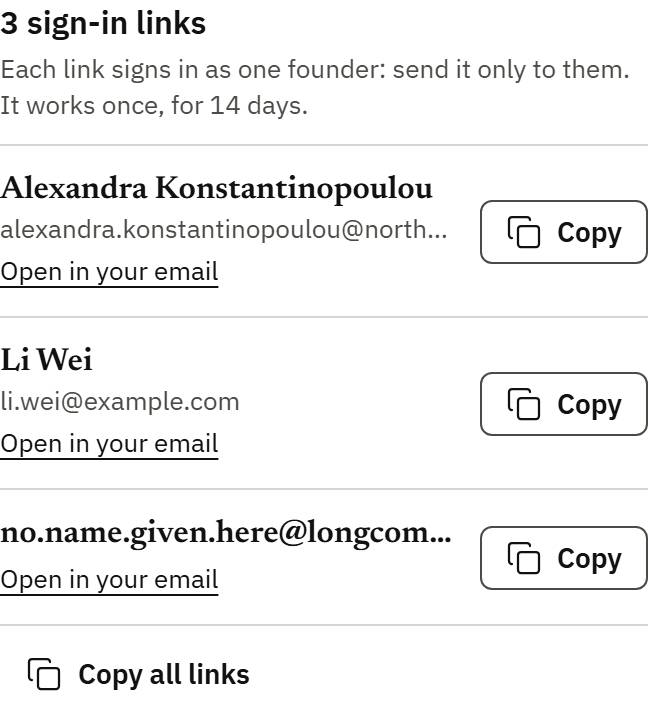 3 sign-in links
Each link signs in as one founder: send it only to them.
It works once, for 14 days.
Alexandra Konstantinopoulou
alexandra.konstantinopoulou@north...
Copy
Open in your email
Li Wei
li.wei@example.com
Copy
Open in your email
no.name.given.here@longcom...
Copy
Open in your email
Copy all links